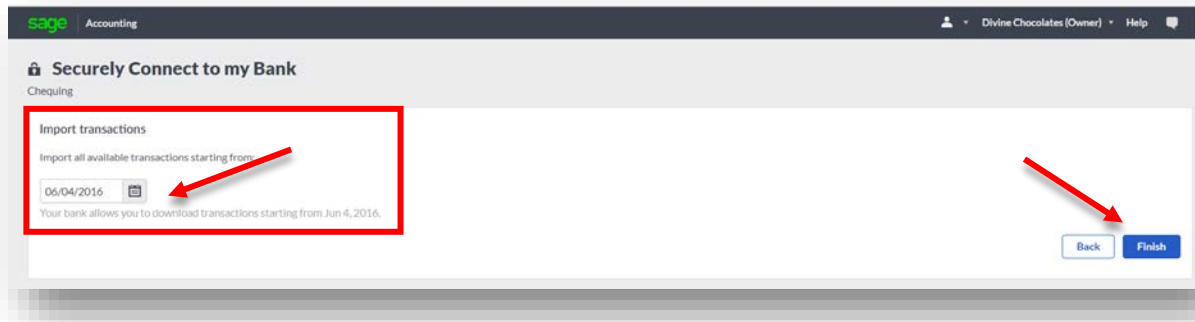 sage Accounting Divine Chocolates (Owner) Help
Securely Connect to my Bank
Chequing
Import transactions
Import all available transactions starting from:
06/04/2016
Your bank allows you to download transactions starting from Jun 4, 2016.
Back Finish